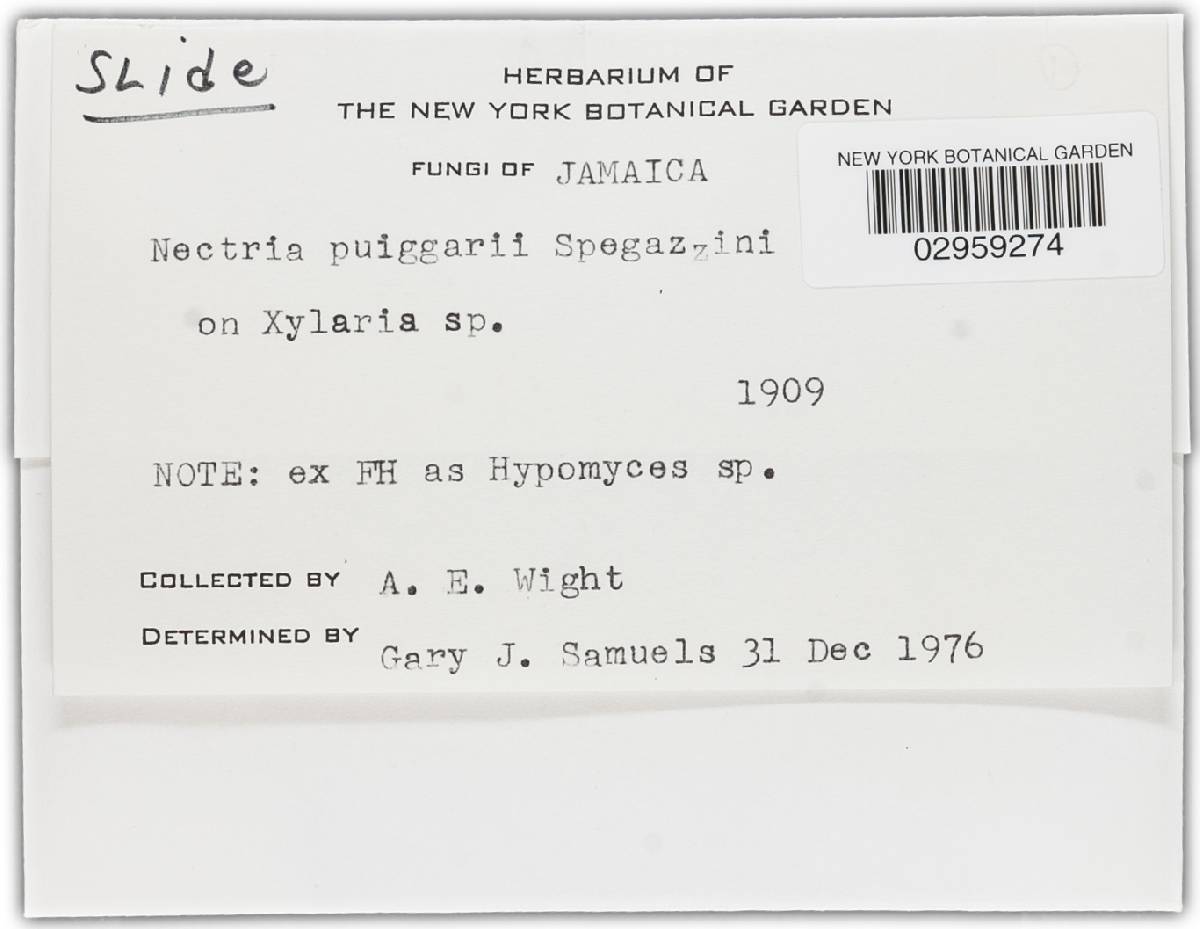 SLide
HERBARIUM OF
THE NEW YORK BOTANICAL GARDEN
FUNGI OF JAMAICA
NEW YORK BOTANICAL GARDEN
02959274
Nectria puiggarii Spegazzini
on Xylaria sp.
1909
NOTE: ex FH as Hypomyces sp.
COLLECTED BY A. E. Wight
DETERMINED BY Gary J. Samuels 31 Dec 1976